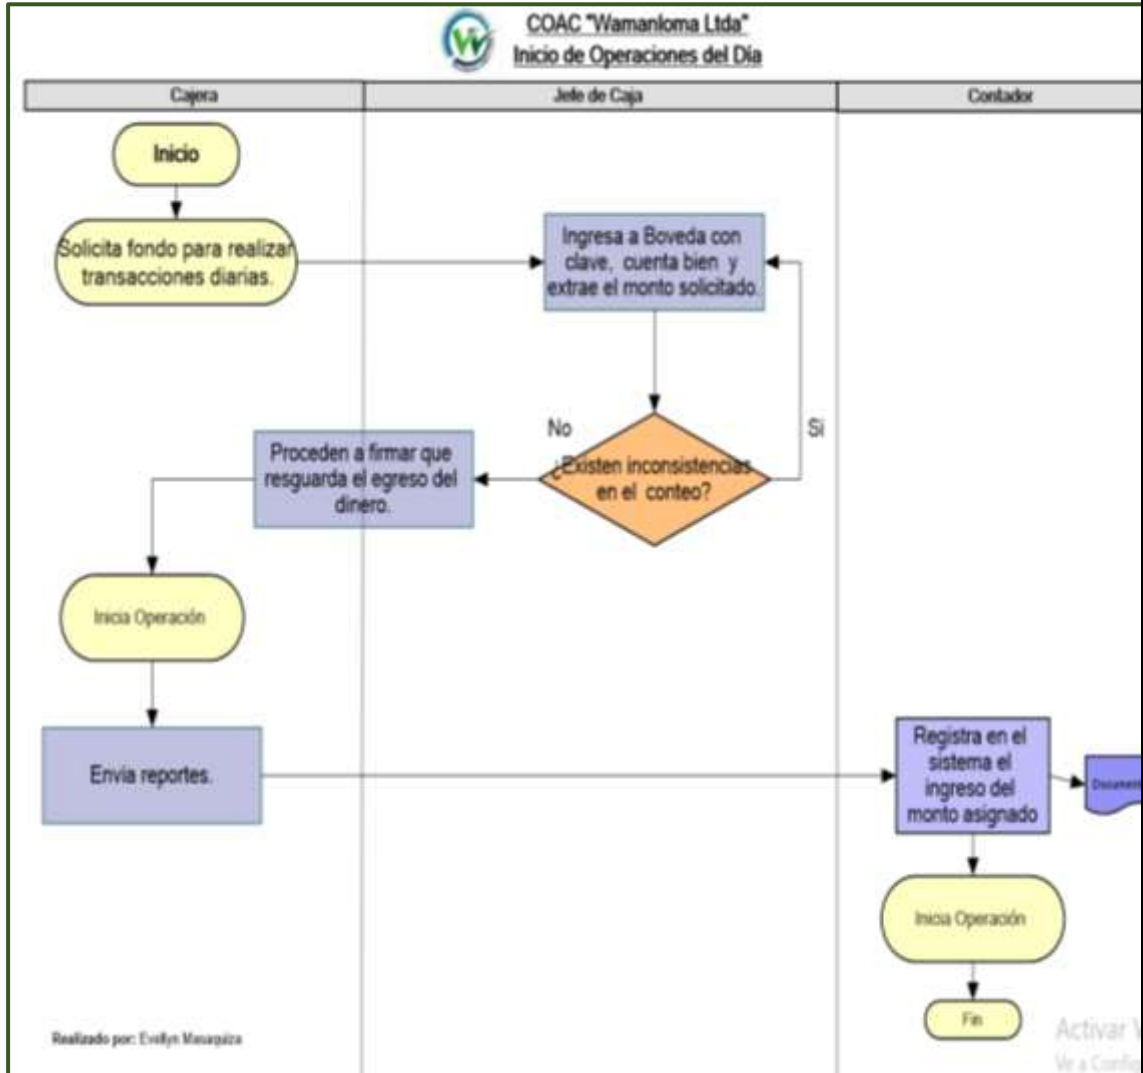 COAC "Wamanloma Ltda"
Inicio de Operaciones del Día
Cajera
Jefe de Caja
Contador
Inicio
Solicita fondo para realizar
transacciones diarias.
Ingresa a Boveda con
clave, cuenta bien y
extrae el monto solicitado.
No
Si
¿Existen inconsistencias
en el conteo?
Proceden a firmar que
resguarda el egreso del
dinero.
Inicia Operación
Envia reportes.
Registra en el
sistema el
ingreso del
monto asignado
Inicia Operación
Fin
Realizado por: Evellyn Masaquiza
Activar
Ve a